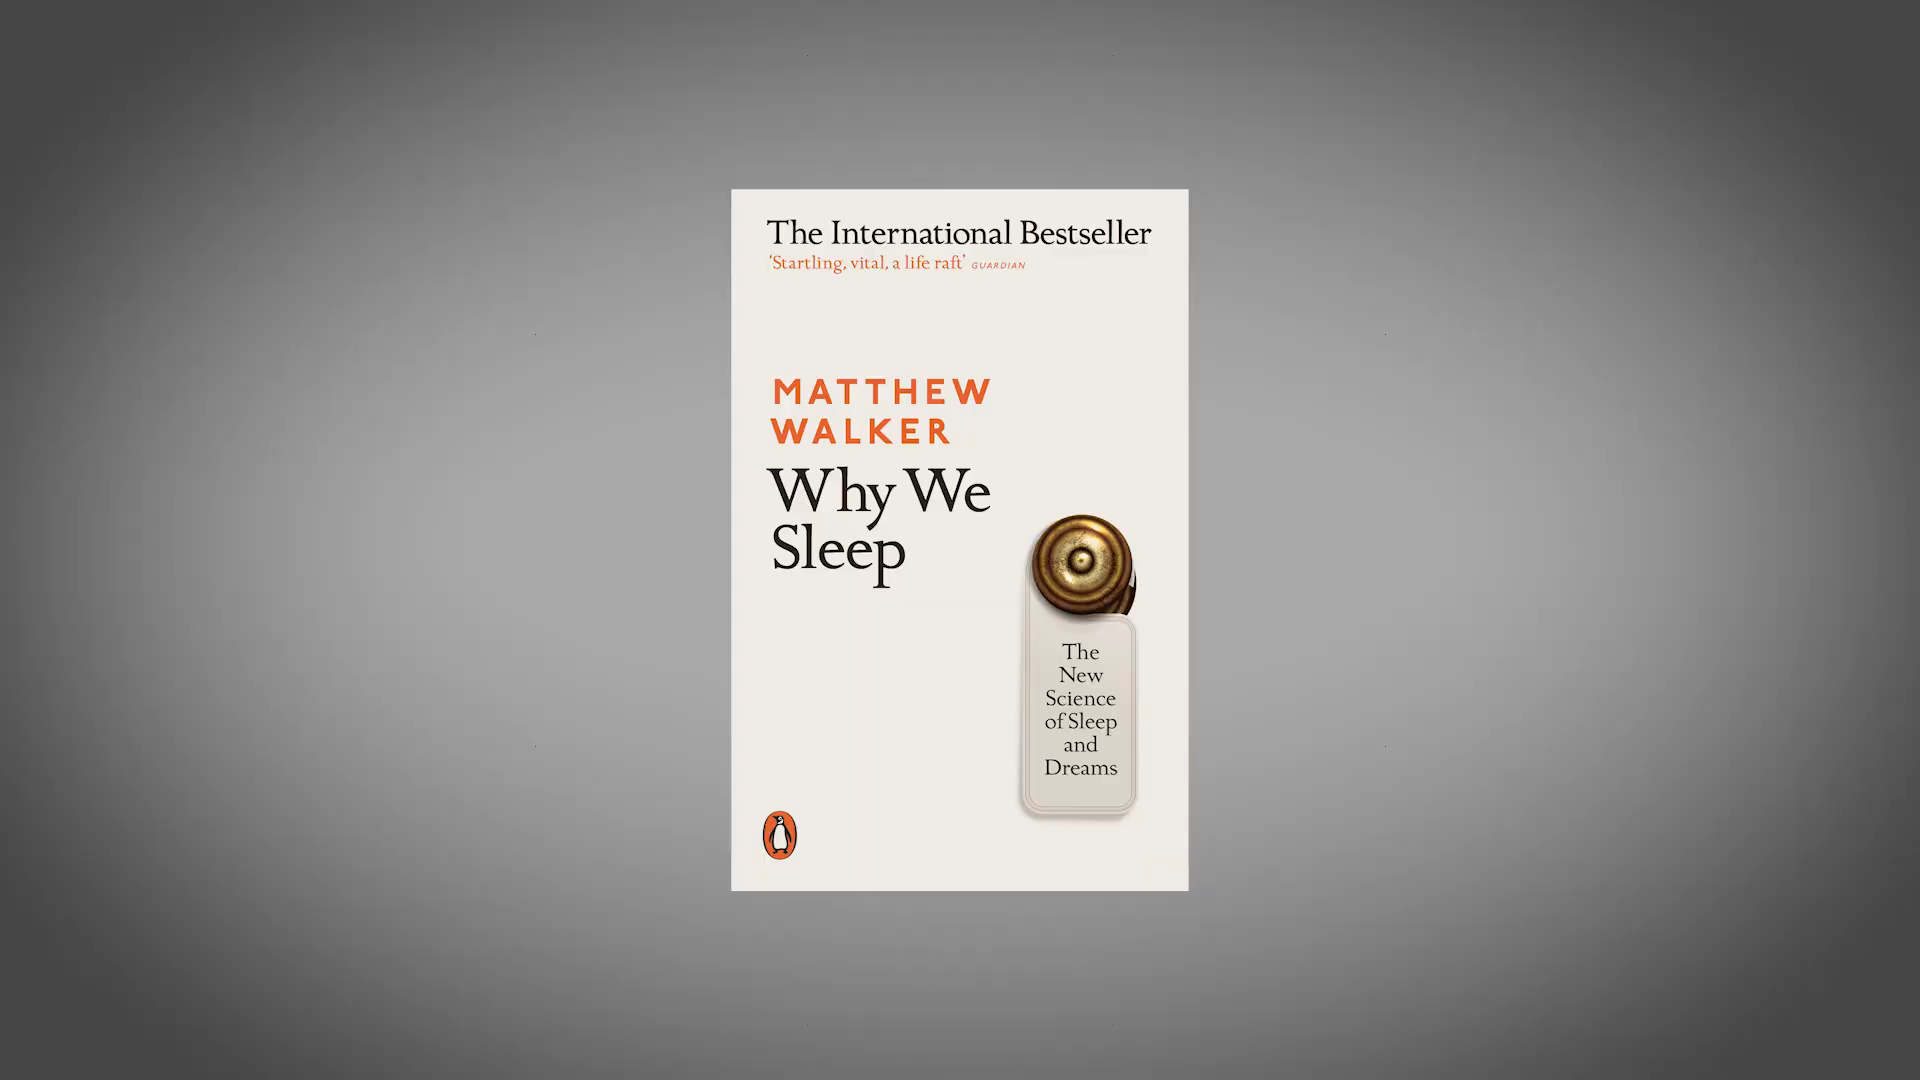 The International Bestseller
‘Startling, vital, a life raft’ GUARDIAN
MATTHEW
WALKER
Why We
Sleep
The
New
Science
of Sleep
and
Dreams